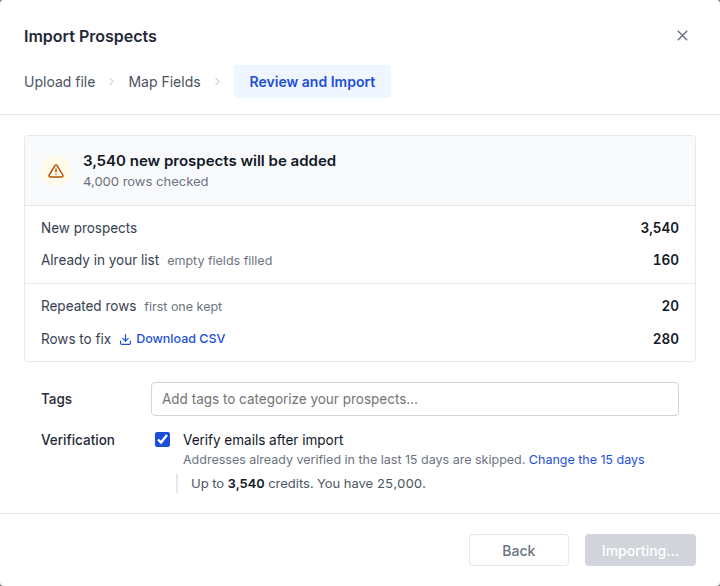 Import Prospects
Upload file
Map Fields
Review and Import
3,540 new prospects will be added
4,000 rows checked
New prospects 3,540
Already in your list empty fields filled 160
Repeated rows first one kept 20
Rows to fix Download CSV 280
Tags Add tags to categorize your prospects...
Verification Verify emails after import
Addresses already verified in the last 15 days are skipped. Change the 15 days
Up to 3,540 credits. You have 25,000.
Back Importing...